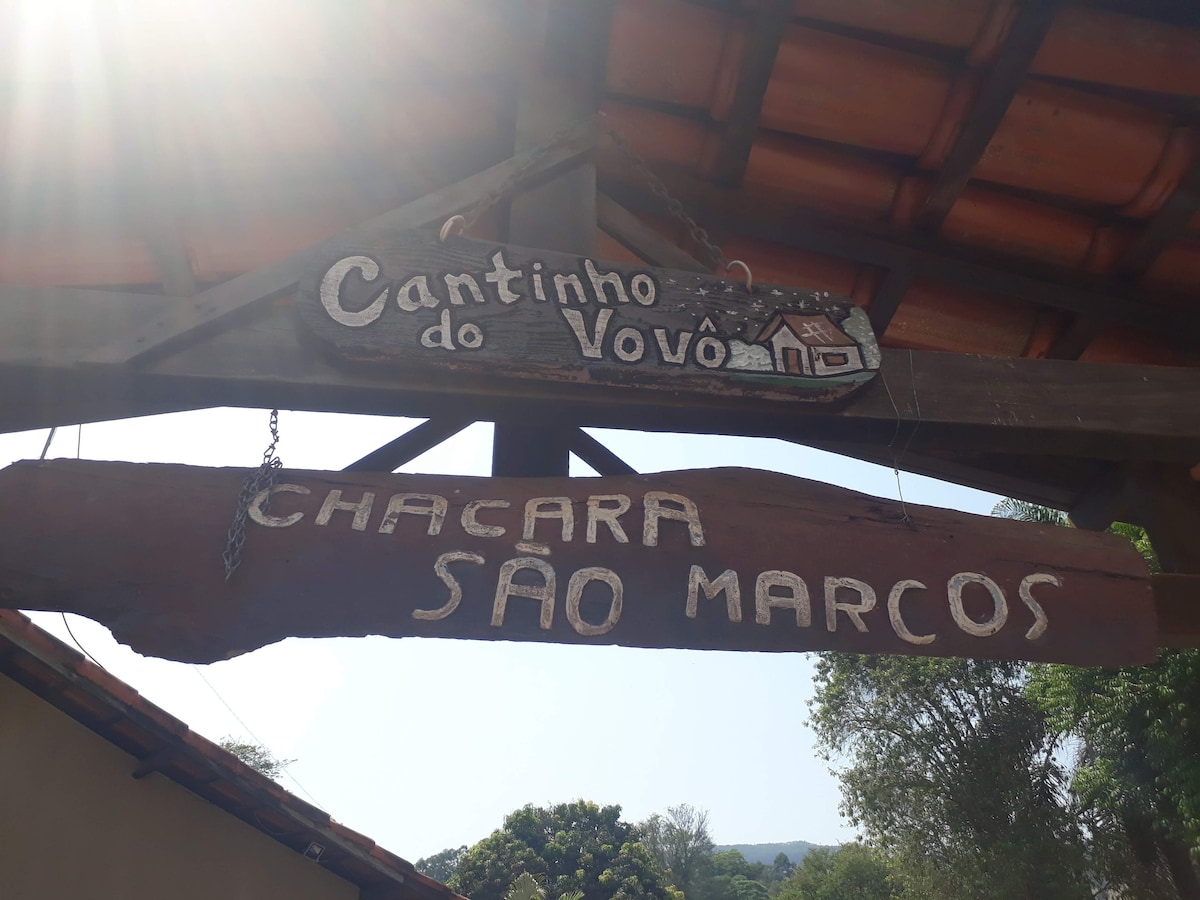 Cantinho
do Vovô
CHACARA
SÃO MARCOS